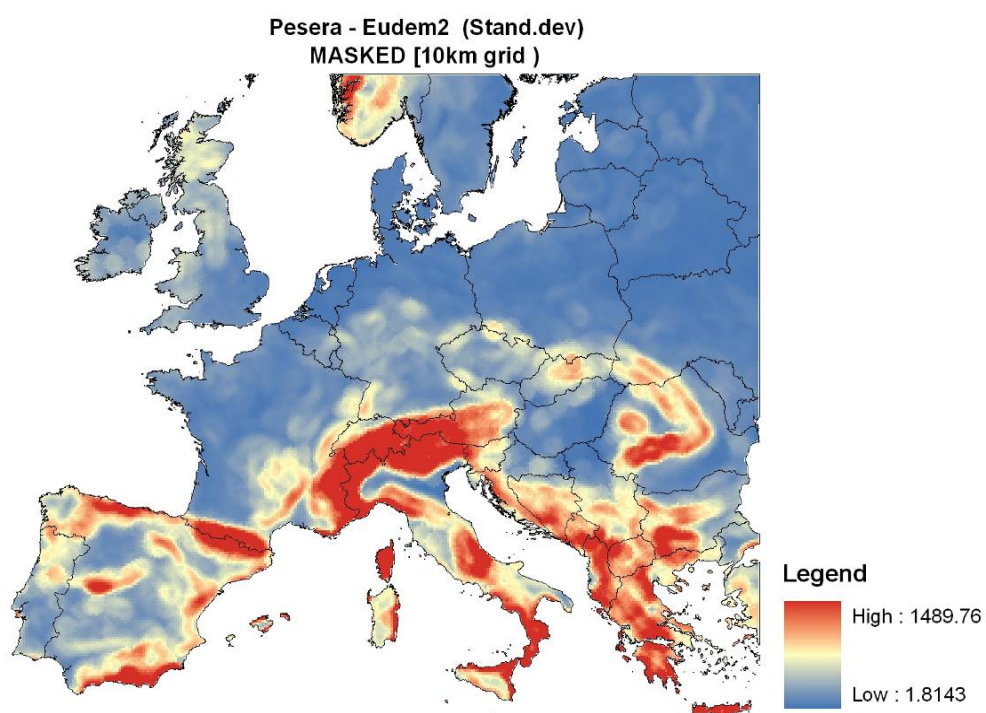 Pesera - Eudem2 (Stand.dev)
MASKED [10km grid )
Legend
High : 1489.76
Low : 1.8143